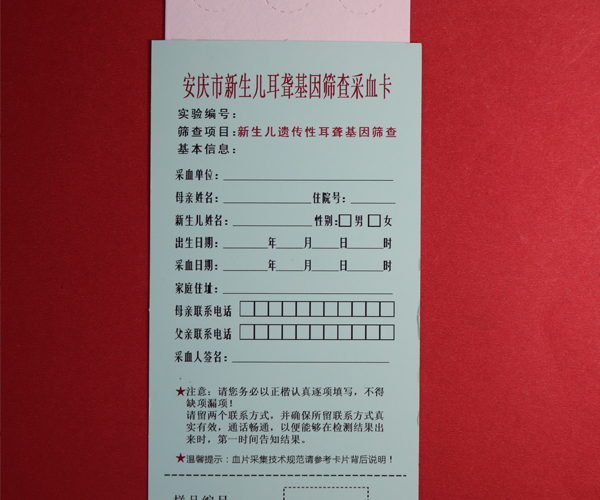 安庆市新生儿耳聋基因筛查采血卡
实验编号：
筛查项目：新生儿遗传性耳聋基因筛查
基本信息：
采血单位：
母亲姓名： 住院号：
新生儿姓名： 性别：□男□女
出生日期： 年 月 日 时
采血日期： 年 月 日 时
家庭住址：
母亲联系电话
父亲联系电话
采血人签名：
★注意：请您务必以正楷认真逐项填写，不得
缺项漏项！
请留两个联系方式，并确保所留联系方式真
实有效，通话畅通，以便能够在检测结果出
来时，第一时间告知结果。
★温馨提示：血片采集技术规范请参考卡片背后说明！
样品编号